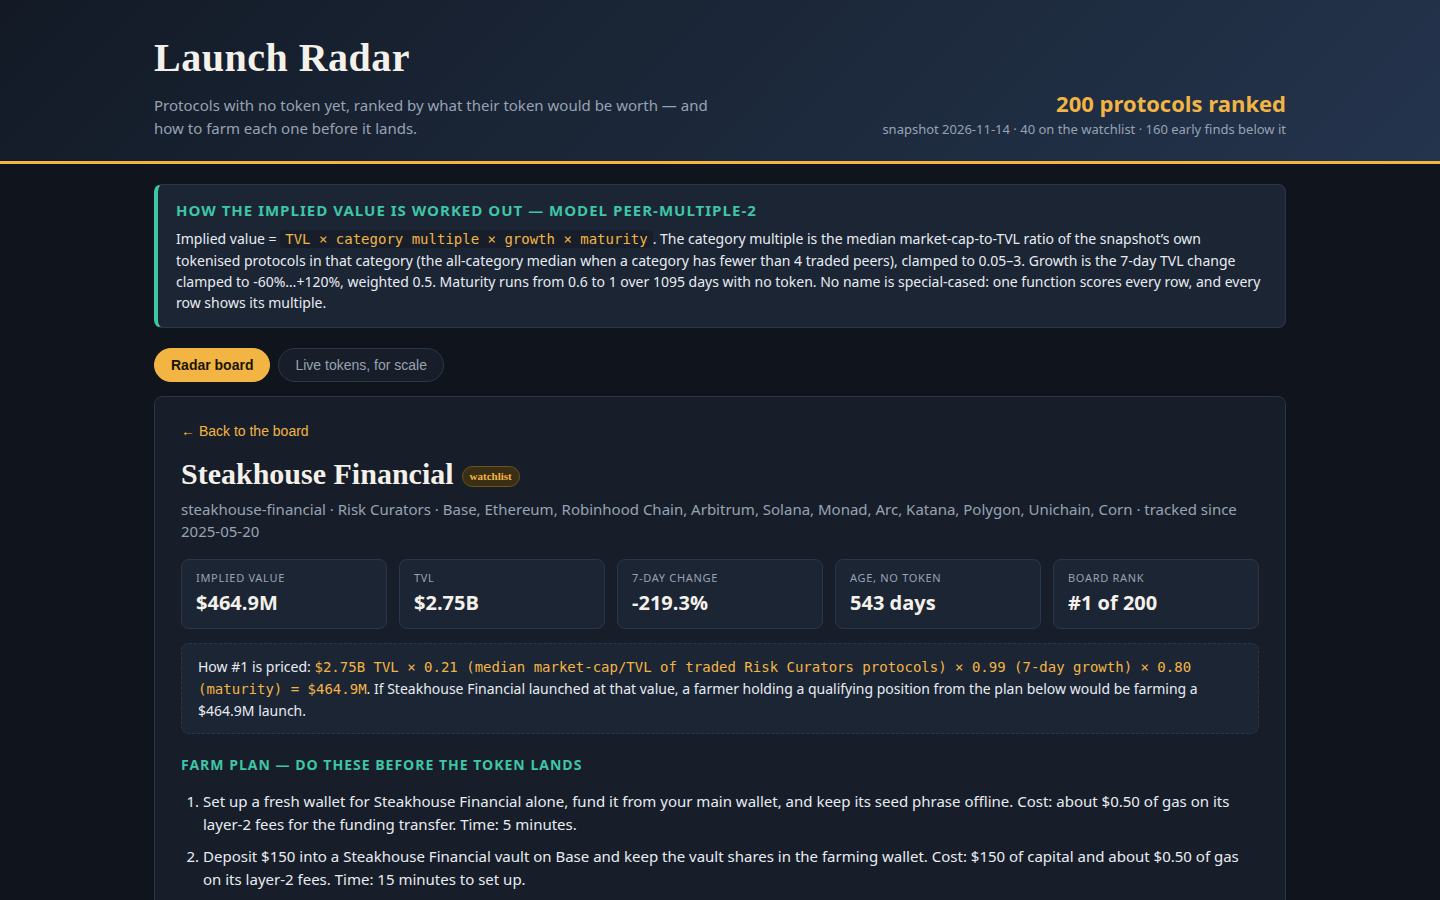 Launch Radar
Protocols with no token yet, ranked by what their token would be worth — and
how to farm each one before it lands.
200 protocols ranked
snapshot 2026-11-14 · 40 on the watchlist · 160 early finds below it
HOW THE IMPLIED VALUE IS WORKED OUT — MODEL PEER-MULTIPLE-2
Implied value = TVL × category multiple × growth × maturity. The category multiple is the median market-cap-to-TVL ratio of the snapshot's own
tokenised protocols in that category (the all-category median when a category has fewer than 4 traded peers), clamped to 0.05–3. Growth is the 7-day TVL change
clamped to -60%…+120%, weighted 0.5. Maturity runs from 0.6 to 1 over 1095 days with no token. No name is special-cased: one function scores every row, and every
row shows its multiple.
Radar board
Live tokens, for scale
← Back to the board
Steakhouse Financial watchlist
steakhouse-financial · Risk Curators · Base, Ethereum, Robinhood Chain, Arbitrum, Solana, Monad, Arc, Katana, Polygon, Unichain, Corn · tracked since
2025-05-20
IMPLIED VALUE
$464.9M
TVL
$2.75B
7-DAY CHANGE
-219.3%
AGE, NO TOKEN
543 days
BOARD RANK
#1 of 200
How #1 is priced: $2.75B TVL × 0.21 (median market-cap/TVL of traded Risk Curators protocols) × 0.99 (7-day growth) × 0.80
(maturity) = $464.9M. If Steakhouse Financial launched at that value, a farmer holding a qualifying position from the plan below would be farming a
$464.9M launch.
FARM PLAN — DO THESE BEFORE THE TOKEN LANDS
1. Set up a fresh wallet for Steakhouse Financial alone, fund it from your main wallet, and keep its seed phrase offline. Cost: about $0.50 of gas on its
layer-2 fees for the funding transfer. Time: 5 minutes.
2. Deposit $150 into a Steakhouse Financial vault on Base and keep the vault shares in the farming wallet. Cost: $150 of capital and about $0.50 of gas
on its layer-2 fees. Time: 15 minutes to set up.